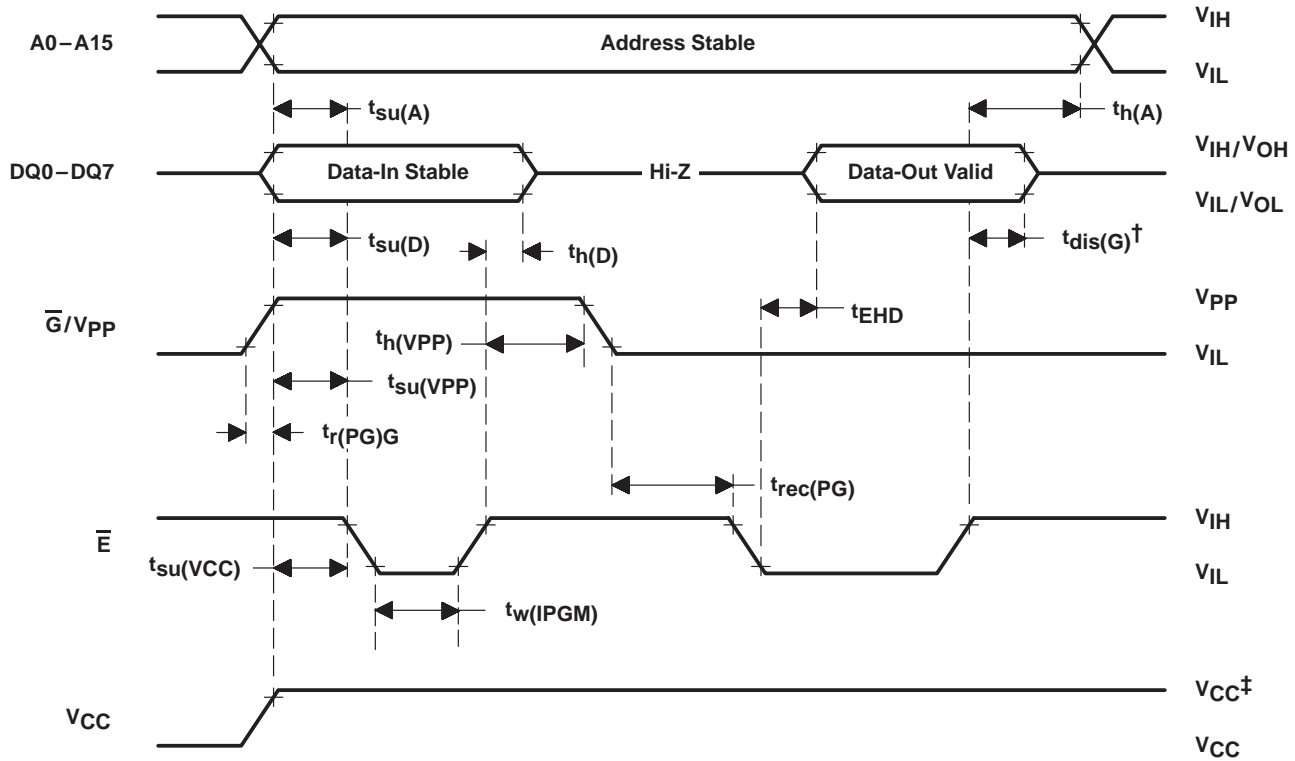 A0–A15
Address Stable
VIH
VIL
tsu(A)
th(A)
DQ0–DQ7
Data-In Stable
Hi-Z
Data-Out Valid
VIH/VOH
VIL/VOL
tsu(D)
th(D)
tdis(G)†
G̅/VPP
VPP
VIL
tEHD
th(VPP)
tsu(VPP)
tr(PG)G
trec(PG)
E̅
VIH
VIL
tsu(VCC)
tw(IPGM)
VCC
VCC‡
VCC